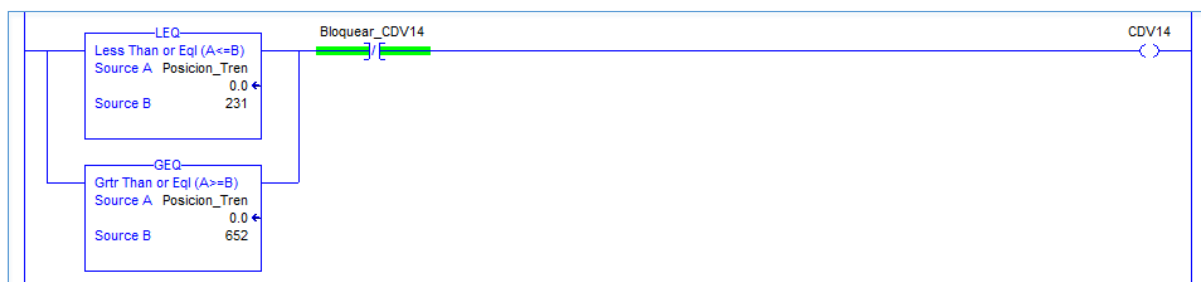 LEQ
Less Than or Eql (A<=B)
Source A Posicion_Tren
0.0
Source B 231
Bloquear_CDV14
CDV14
GEQ
Grtr Than or Eql (A>=B)
Source A Posicion_Tren
0.0
Source B 652